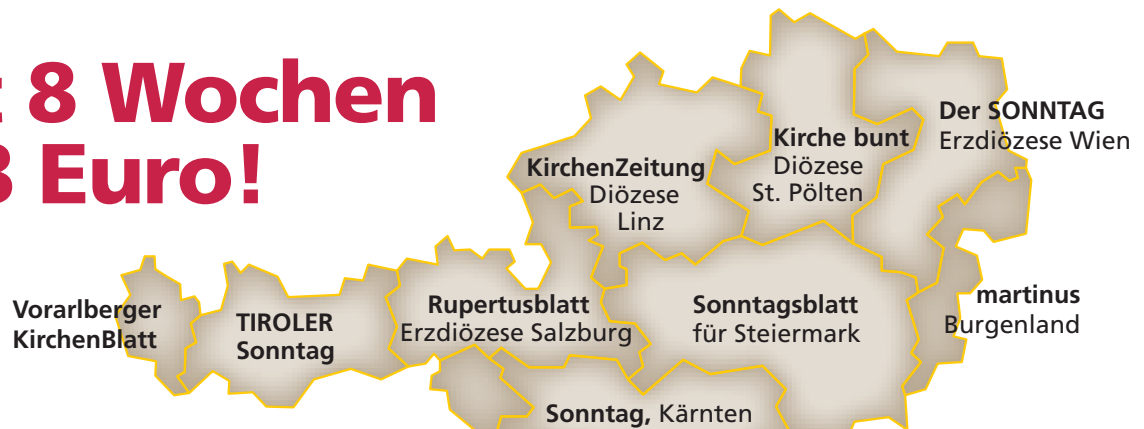 t 8 Wochen
3 Euro!
Der SONNTAG
Erzdiözese Wien
Kirche bunt
Diözese
St. Pölten
KirchenZeitung
Diözese
Linz
Vorarlberger
KirchenBlatt
TIROLER
Sonntag
Rupertusblatt
Erzdiözese Salzburg
Sonntagsblatt
für Steiermark
martinus
Burgenland
Sonntag, Kärnten